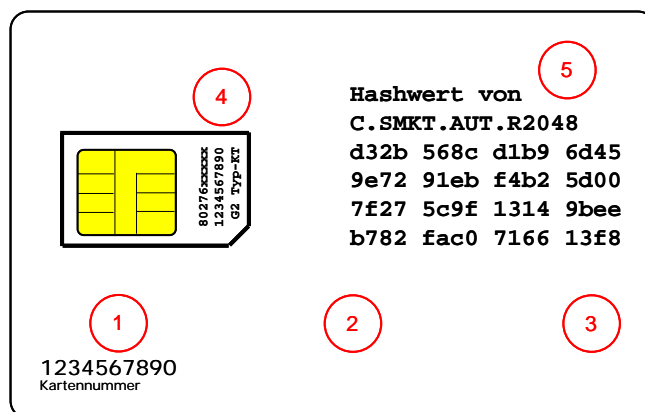 5
Hashwert von
C.SMKT.AUT.R2048
d32b 568c d1b9 6d45
9e72 91eb f4b2 5d00
7f27 5c9f 1314 9bee
b782 fac0 7166 13f8
4
80276xxxxx
1234567890
G2 Typ-KT
1
2
3
1234567890
Kartennummer